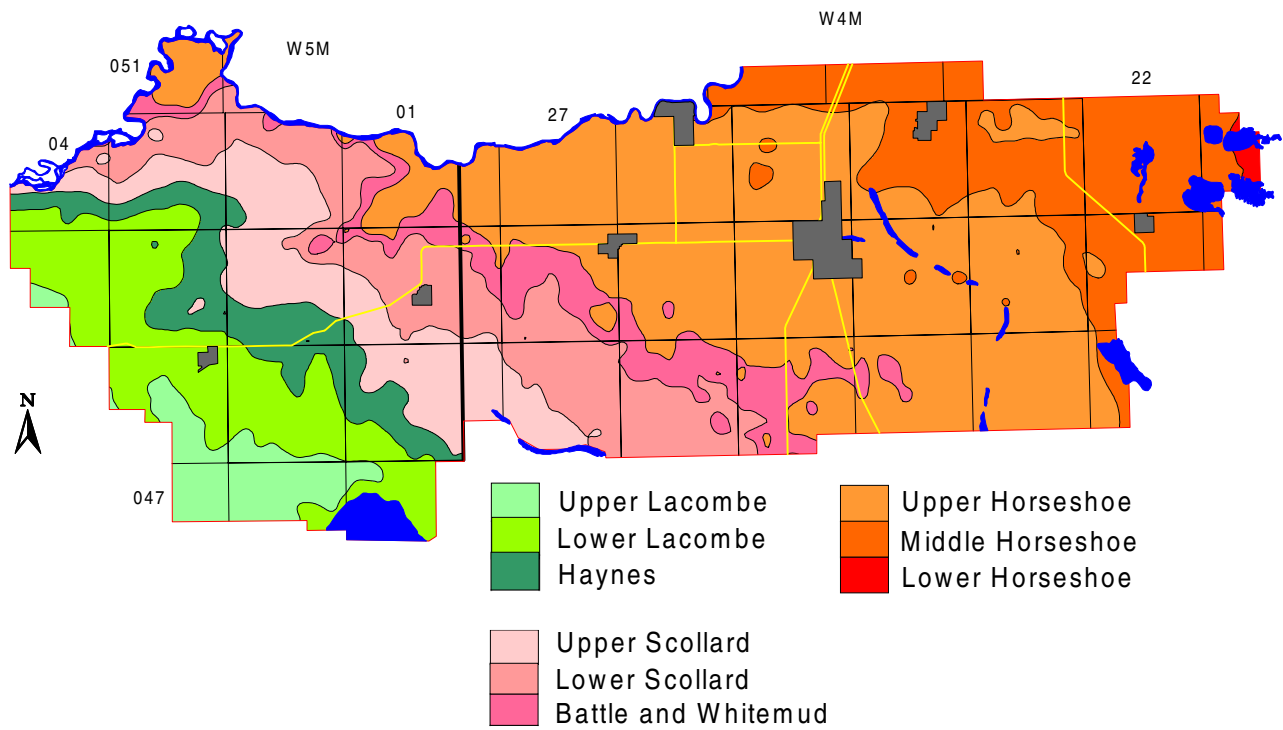 W4M
W5M
051
22
01
27
04
N
047
Upper Lacombe
Lower Lacombe
Haynes
Upper Horseshoe
Middle Horseshoe
Lower Horseshoe
Upper Scollard
Lower Scollard
Battle and Whitemud